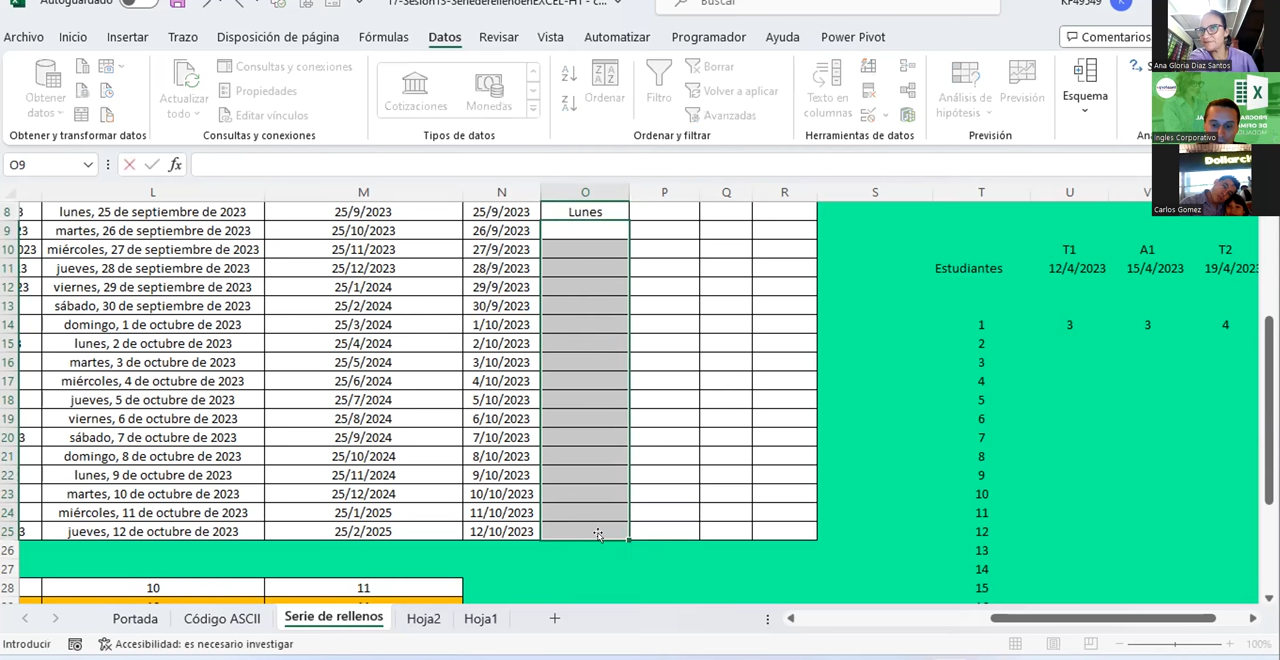 Autoguardado 17-Sesion13-SeriederellenoenEXCEL-HT - c... Buscar KF49549 K
Archivo Inicio Insertar Trazo Disposición de página Fórmulas Datos Revisar Vista Automatizar Programador Ayuda Power Pivot Comentarios
Obtener datos Actualizar todo Consultas y conexiones Propiedades Editar vínculos Cotizaciones Monedas Ordenar Filtro Borrar Volver a aplicar Avanzadas Texto en columnas Análisis de hipótesis Previsión Esquema
Obtener y transformar datos Consultas y conexiones Tipos de datos Ordenar y filtrar Herramientas de datos Previsión
Ana Gloria Diaz Santos
Ingles Corporativo
Dollarcity
Carlos Gomez
O9 fx
L M N O P Q R S T U V
8 3 lunes, 25 de septiembre de 2023 25/9/2023 25/9/2023 Lunes
9 23 martes, 26 de septiembre de 2023 25/10/2023 26/9/2023
10 023 miércoles, 27 de septiembre de 2023 25/11/2023 27/9/2023 T1 A1 T2
11 3 jueves, 28 de septiembre de 2023 25/12/2023 28/9/2023 Estudiantes 12/4/2023 15/4/2023 19/4/2023
12 23 viernes, 29 de septiembre de 2023 25/1/2024 29/9/2023
13 sábado, 30 de septiembre de 2023 25/2/2024 30/9/2023
14 domingo, 1 de octubre de 2023 25/3/2024 1/10/2023 1 3 3 4
15 lunes, 2 de octubre de 2023 25/4/2024 2/10/2023 2
16 martes, 3 de octubre de 2023 25/5/2024 3/10/2023 3
17 miércoles, 4 de octubre de 2023 25/6/2024 4/10/2023 4
18 jueves, 5 de octubre de 2023 25/7/2024 5/10/2023 5
19 viernes, 6 de octubre de 2023 25/8/2024 6/10/2023 6
20 3 sábado, 7 de octubre de 2023 25/9/2024 7/10/2023 7
21 domingo, 8 de octubre de 2023 25/10/2024 8/10/2023 8
22 lunes, 9 de octubre de 2023 25/11/2024 9/10/2023 9
23 martes, 10 de octubre de 2023 25/12/2024 10/10/2023 10
24 miércoles, 11 de octubre de 2023 25/1/2025 11/10/2023 11
25 3 jueves, 12 de octubre de 2023 25/2/2025 12/10/2023 12
26 13
27 14
28 10 11 15
Portada Código ASCII Serie de rellenos Hoja2 Hoja1
Introducir Accesibilidad: es necesario investigar 100%